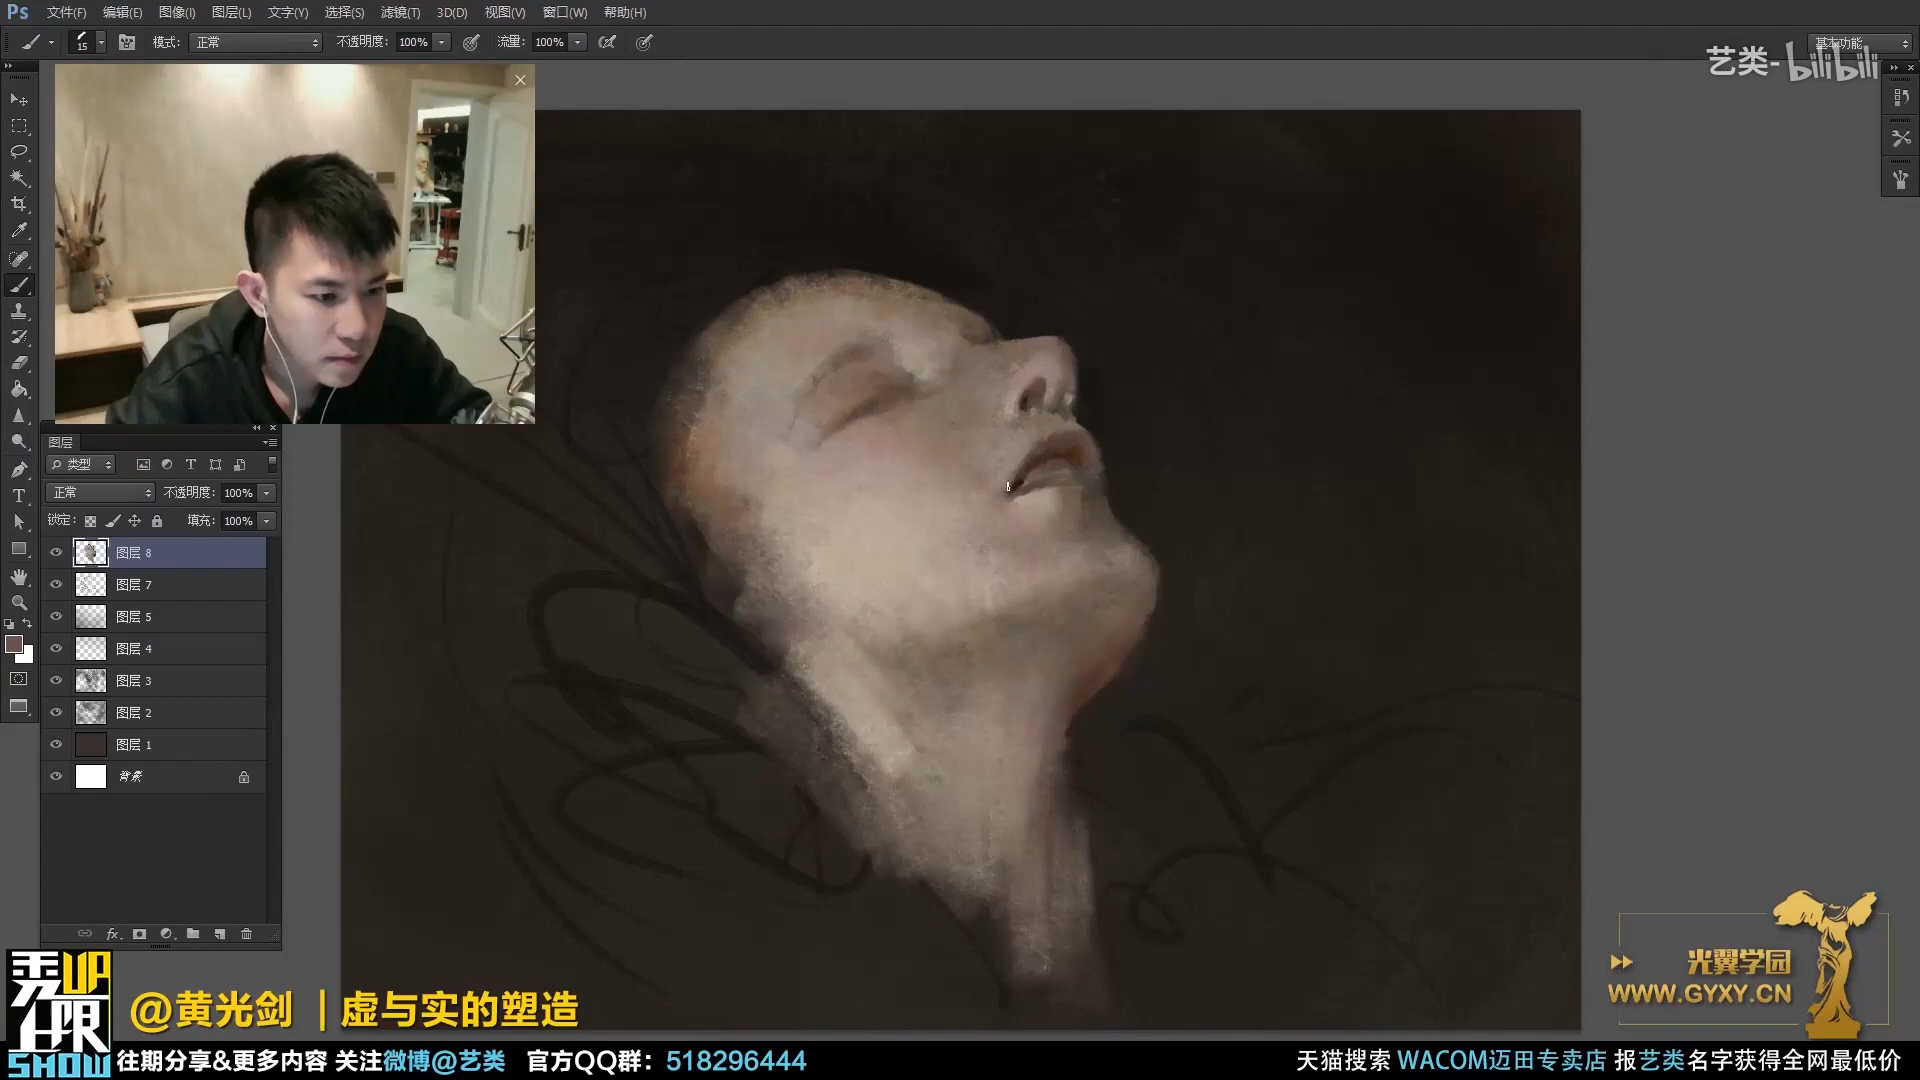 Ps 文件(F) 编辑(E) 图像(I) 图层(L) 文字(Y) 选择(S) 滤镜(T) 3D(D) 视图(V) 窗口(W) 帮助(H)
15 模式: 正常 不透明度: 100% 流量: 100% 基本功能
艺类-bilibili
图层
类型
正常 不透明度: 100%
锁定: 填充: 100%
图层 8
图层 7
图层 5
图层 4
图层 3
图层 2
图层 1
背景
fx
UP
SHOW
@黄光剑 | 虚与实的塑造
光翼学园
WWW.GYXY.CN
往期分享&更多内容 关注微博@艺类 官方QQ群: 518296444
天猫搜索 WACOM迈田专卖店 报艺类名字获得全网最低价